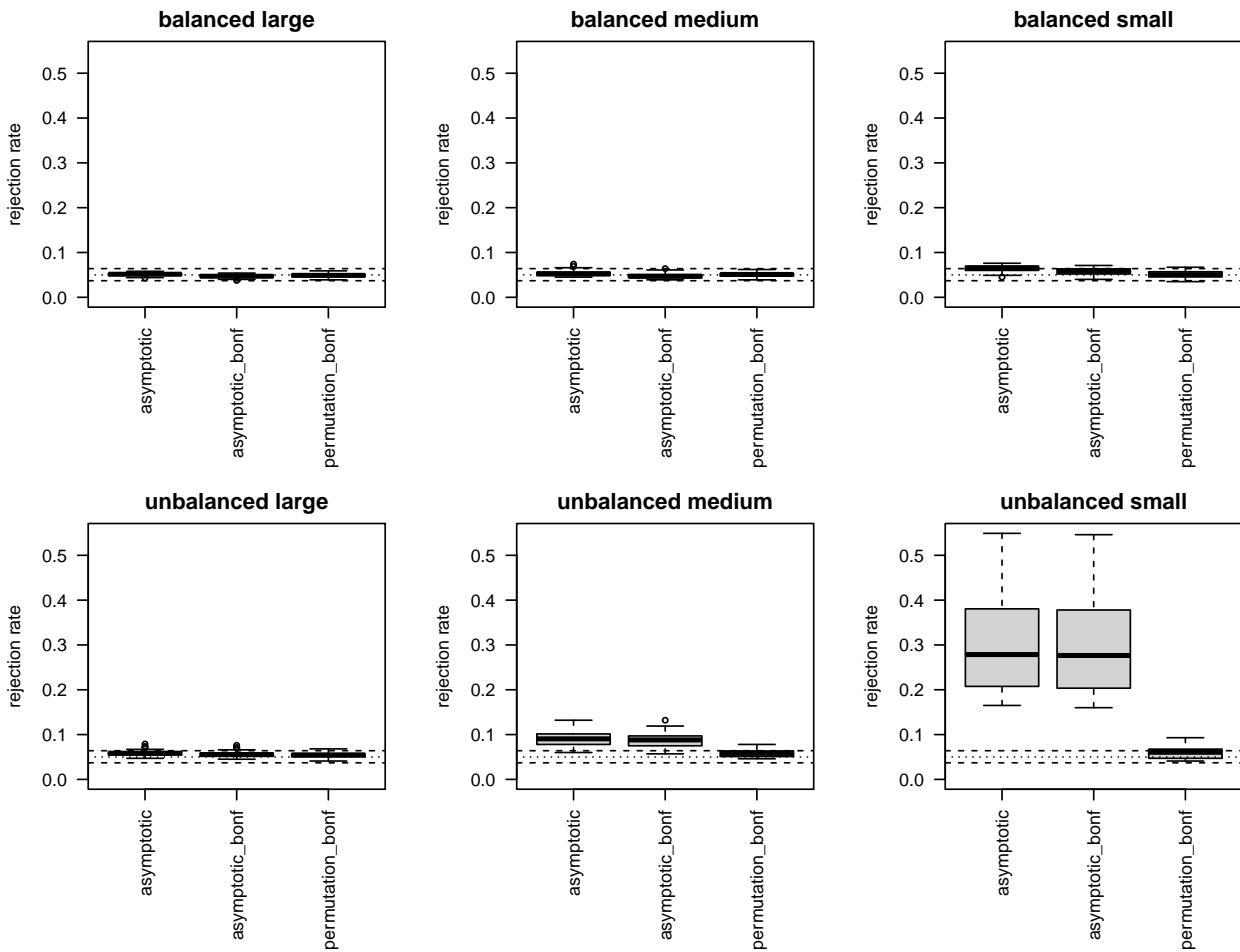 balanced large
rejection rate
0.5
0.4
0.3
0.2
0.1
0.0
asymptotic
asymptotic_bonf
permutation_bonf
balanced medium
rejection rate
0.5
0.4
0.3
0.2
0.1
0.0
asymptotic
asymptotic_bonf
permutation_bonf
balanced small
rejection rate
0.5
0.4
0.3
0.2
0.1
0.0
asymptotic
asymptotic_bonf
permutation_bonf
unbalanced large
rejection rate
0.5
0.4
0.3
0.2
0.1
0.0
asymptotic
asymptotic_bonf
permutation_bonf
unbalanced medium
rejection rate
0.5
0.4
0.3
0.2
0.1
0.0
asymptotic
asymptotic_bonf
permutation_bonf
unbalanced small
rejection rate
0.5
0.4
0.3
0.2
0.1
0.0
asymptotic
asymptotic_bonf
permutation_bonf